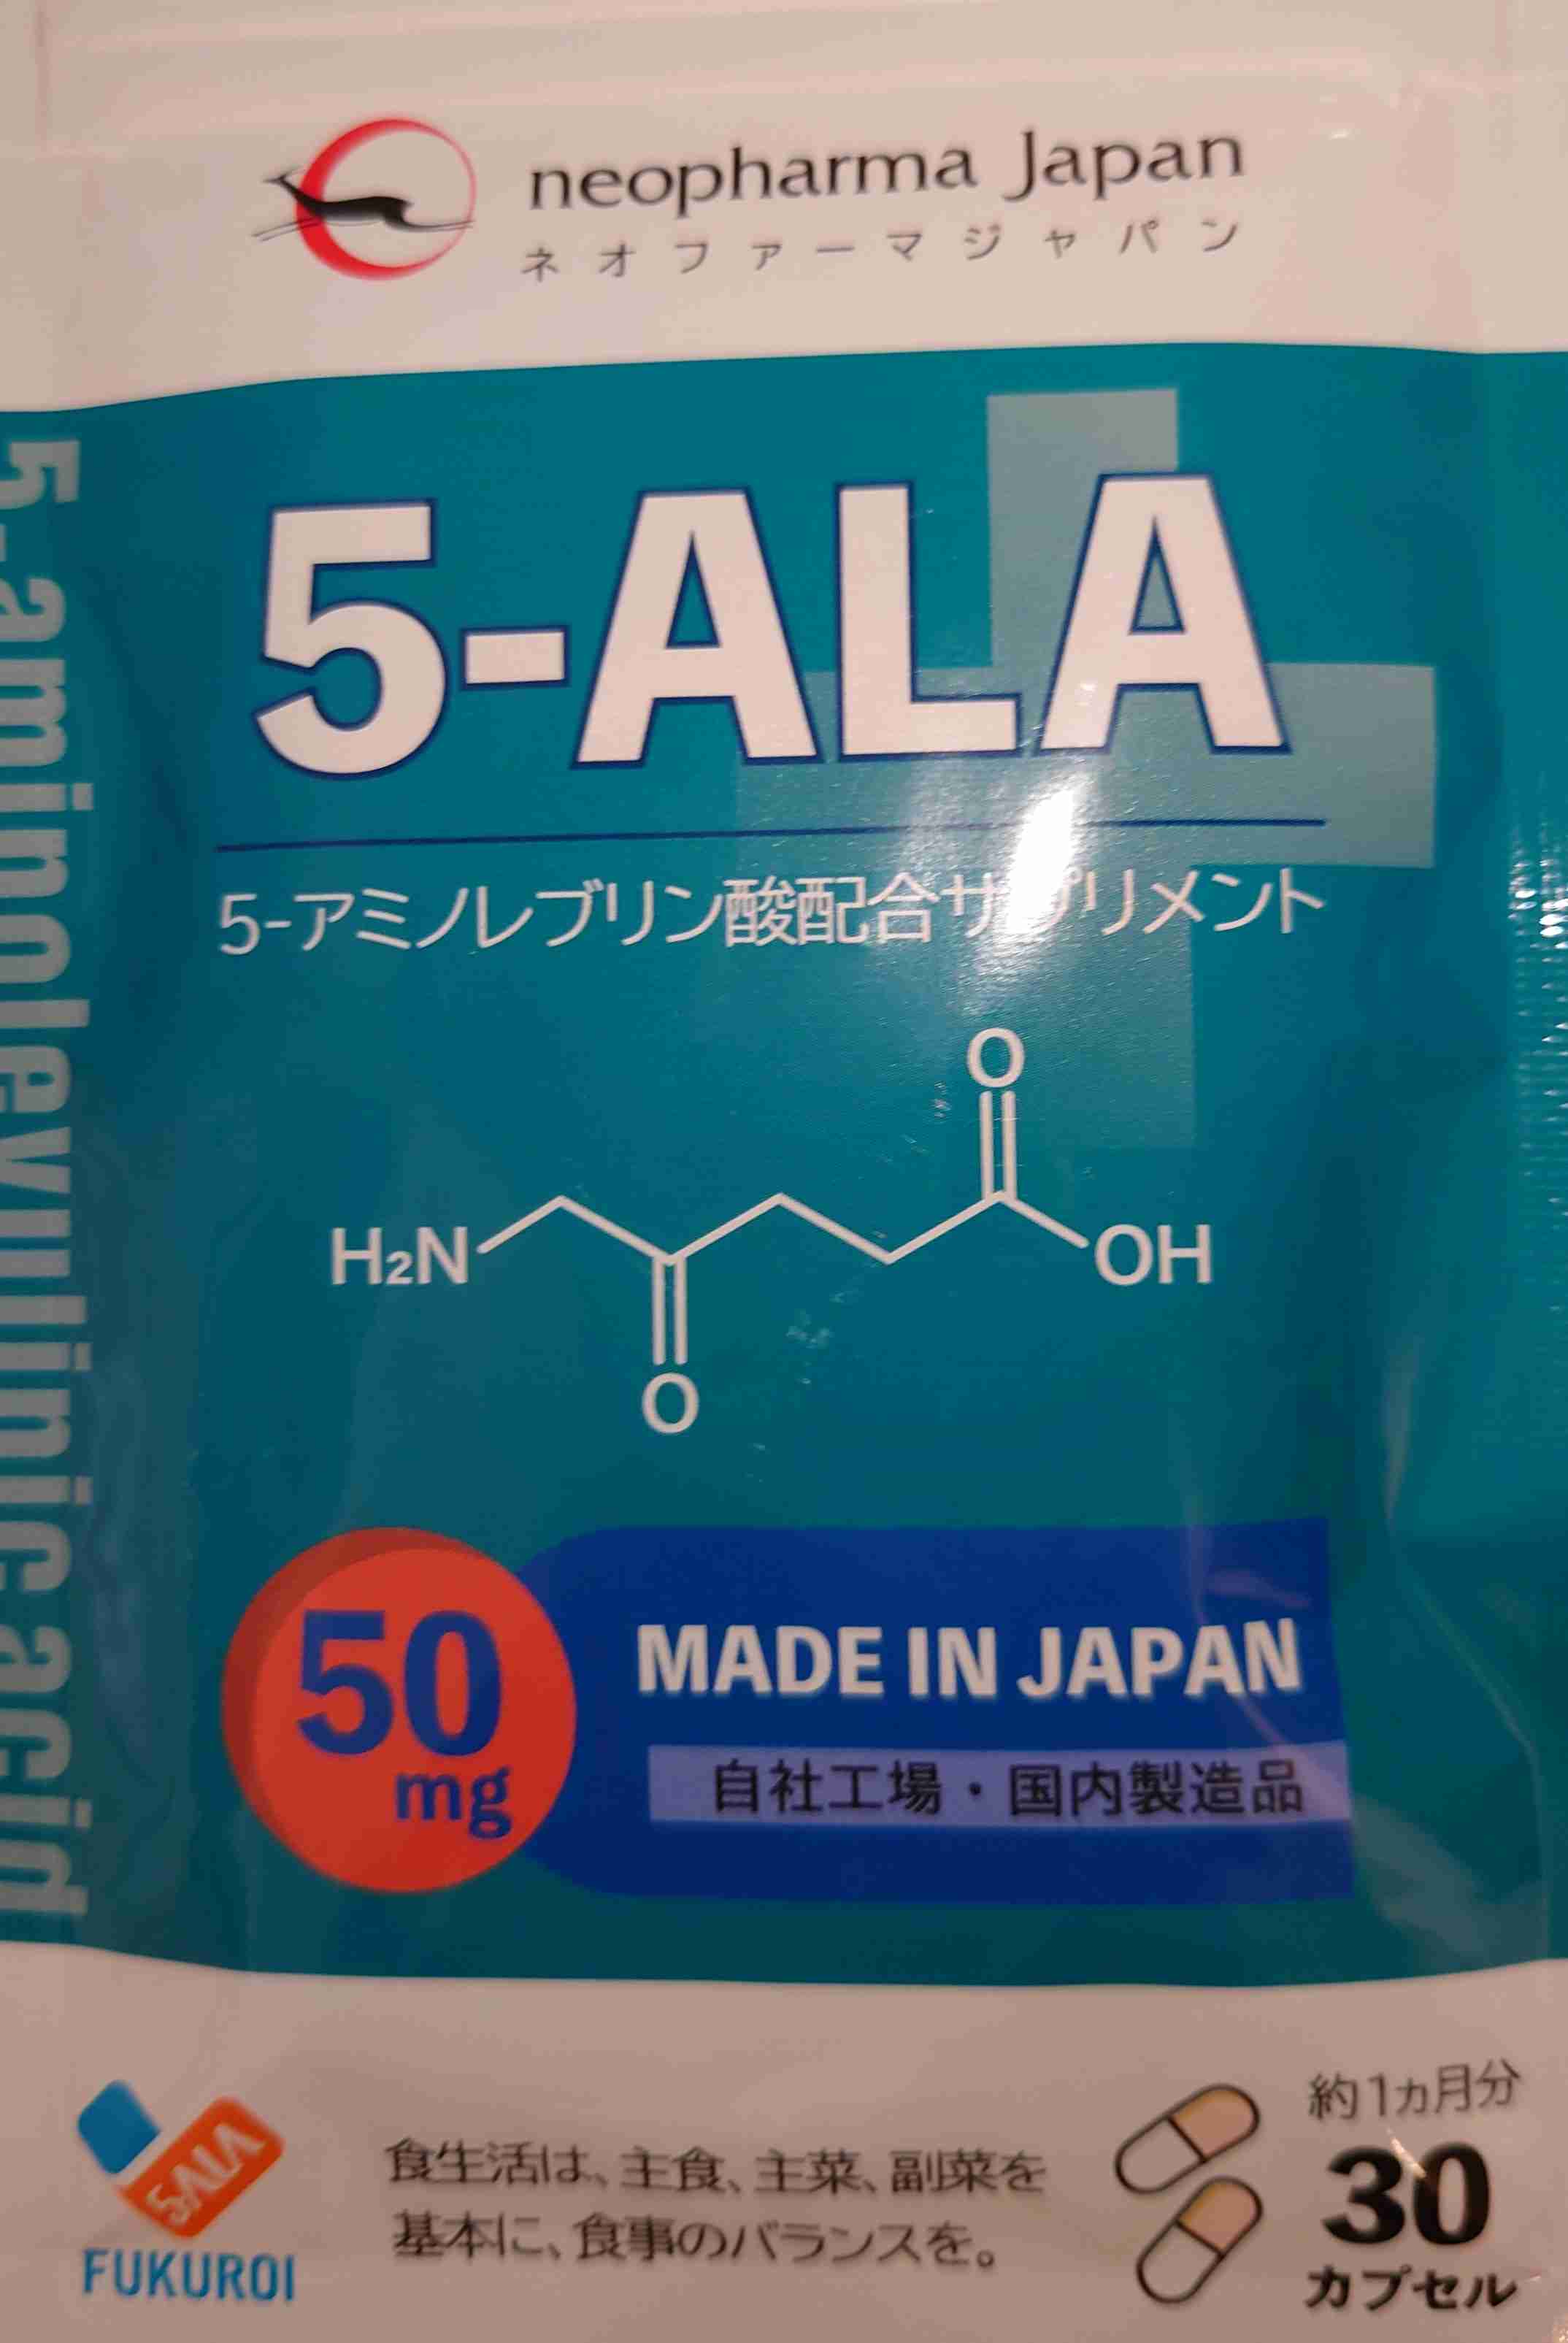 neopharma Japan
ネオファーマジャパン
5-ALA
5-アミノレブリン酸配合サプリメント
O
H₂N
OH
O
5-aminolevulinic acid
50
mg
MADE IN JAPAN
自社工場・国内製造品
VIVs
FUKUROI
食生活は、主食、主菜、副菜を
基本に、食事のバランスを。
約1ヵ月分
30
カプセル